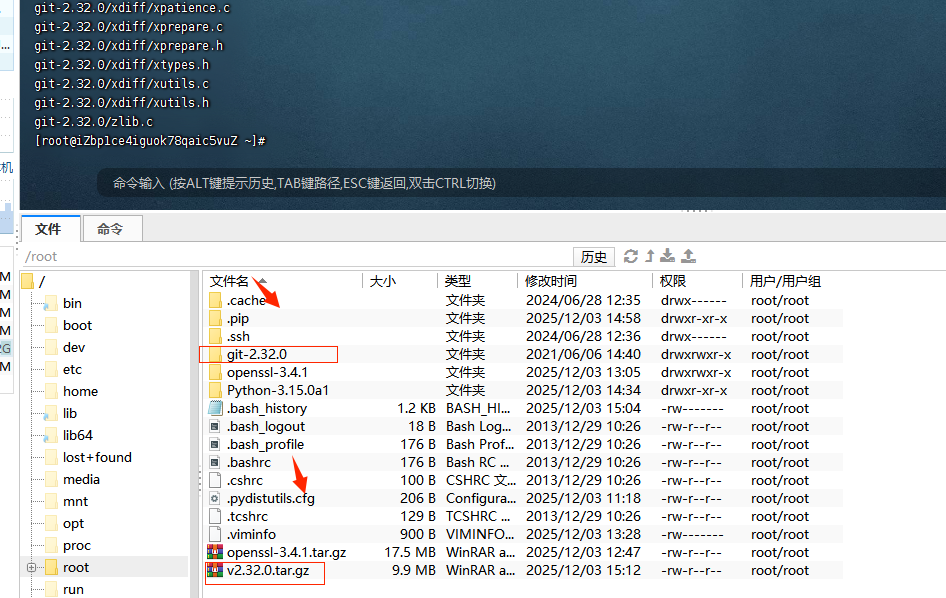 git-2.32.0/xdiff/xpatience.c
git-2.32.0/xdiff/xprepare.c
git-2.32.0/xdiff/xprepare.h
git-2.32.0/xdiff/xtypes.h
git-2.32.0/xdiff/xutils.c
git-2.32.0/xdiff/xutils.h
git-2.32.0/zlib.c
[root@iZbp1ce4iguok78qaic5vuZ ~]#
命令输入 (按ALT键提示历史,TAB键路径,ESC键返回,双击CTRL切换)
文件 命令
/root 历史
/
bin
boot
dev
etc
home
lib
lib64
lost+found
media
mnt
opt
proc
root
run
文件名 大小 类型 修改时间 权限 用户/用户组
.cache 文件夹 2024/06/28 12:35 drwx------ root/root
.pip 文件夹 2025/12/03 14:58 drwxr-xr-x root/root
.ssh 文件夹 2024/06/28 12:36 drwx------ root/root
git-2.32.0 文件夹 2021/06/06 14:40 drwxrwxr-x root/root
openssl-3.4.1 文件夹 2025/12/03 13:05 drwxrwxr-x root/root
Python-3.15.0a1 文件夹 2025/12/03 14:34 drwxr-xr-x root/root
.bash_history 1.2 KB BASH_HI... 2025/12/03 15:04 -rw------- root/root
.bash_logout 18 B Bash Log... 2013/12/29 10:26 -rw-r--r-- root/root
.bash_profile 176 B Bash Prof... 2013/12/29 10:26 -rw-r--r-- root/root
.bashrc 176 B Bash RC ... 2013/12/29 10:26 -rw-r--r-- root/root
.cshrc 100 B CSHRC 文... 2013/12/29 10:26 -rw-r--r-- root/root
.pydistutils.cfg 206 B Configura... 2025/12/03 11:18 -rw-r--r-- root/root
.tcshrc 129 B TCSHRC ... 2013/12/29 10:26 -rw-r--r-- root/root
.viminfo 900 B VIMINFO... 2025/12/03 13:28 -rw------- root/root
openssl-3.4.1.tar.gz 17.5 MB WinRAR a... 2025/12/03 12:47 -rw-r--r-- root/root
v2.32.0.tar.gz 9.9 MB WinRAR a... 2025/12/03 15:12 -rw-r--r-- root/root